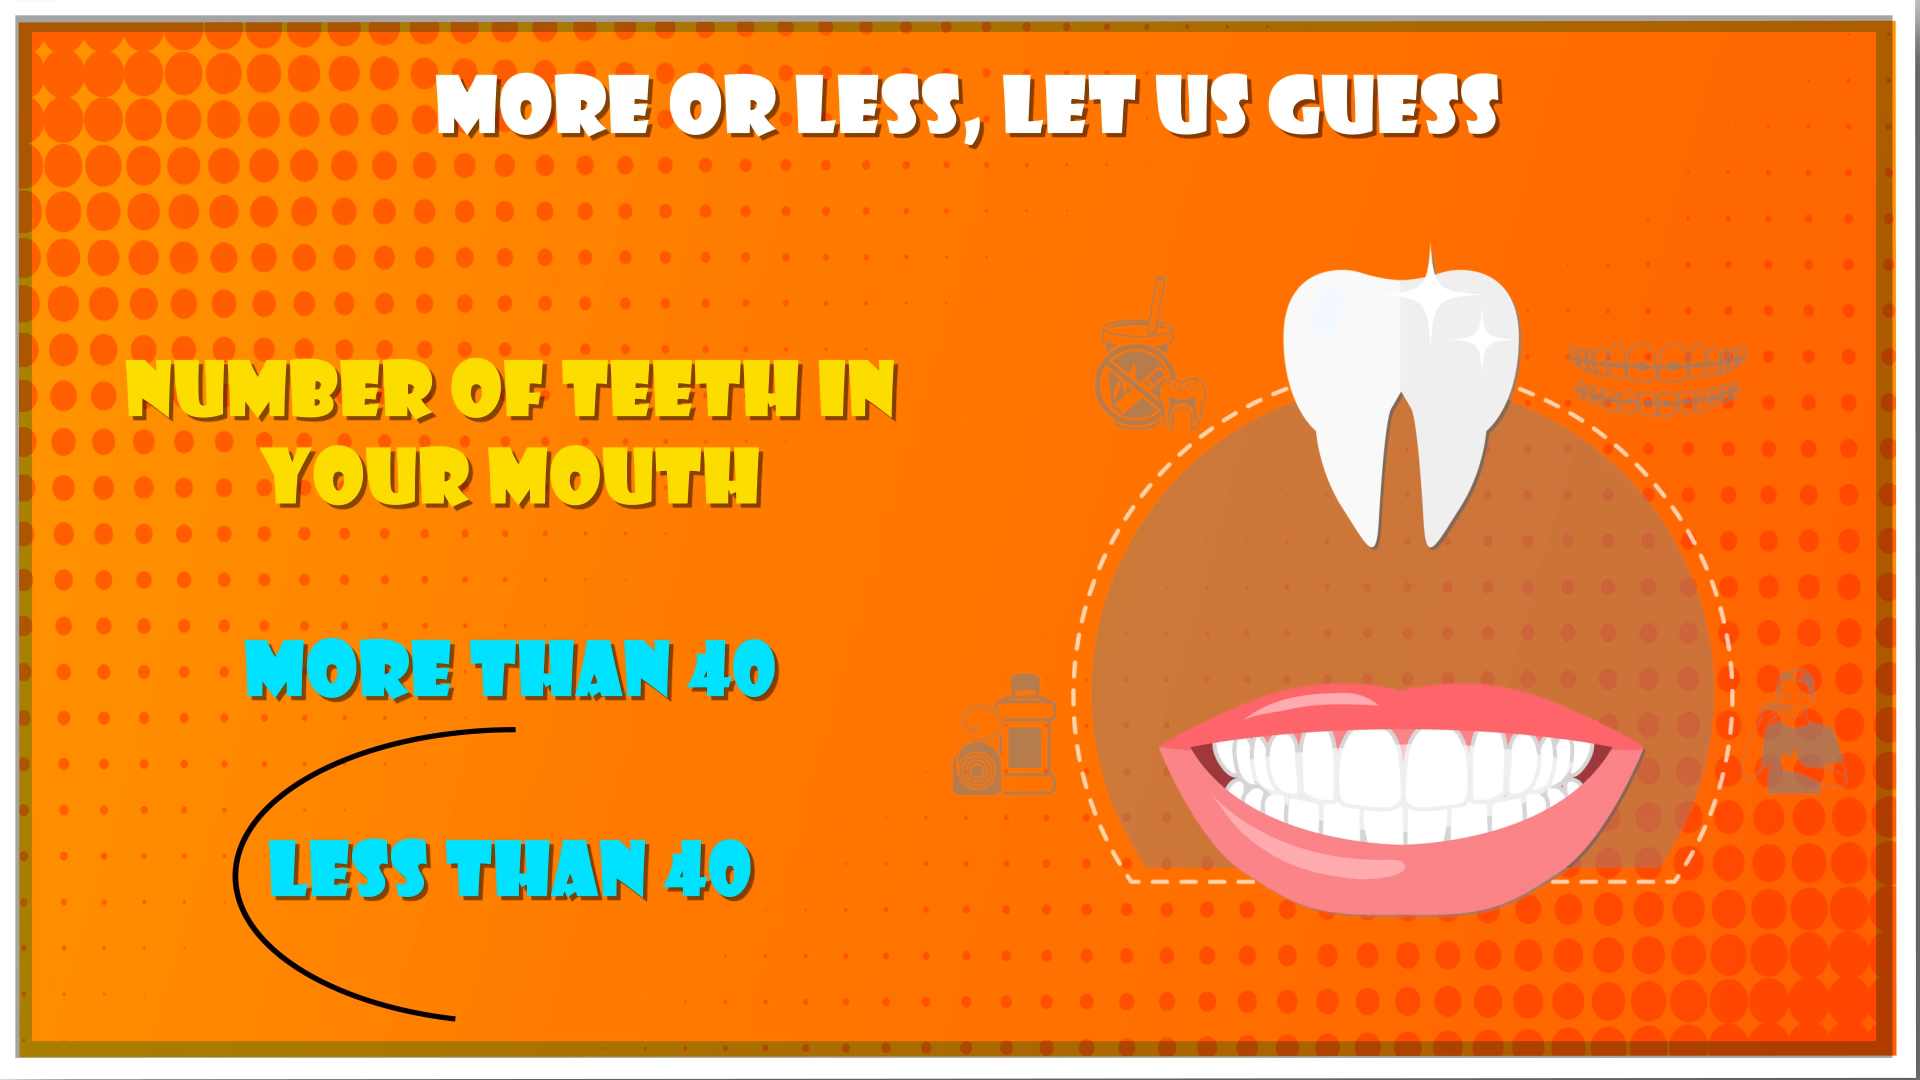 MORE OR LESS, LET US GUESS
NUMBER OF TEETH IN
YOUR MOUTH
MORE THAN 40
LESS THAN 40